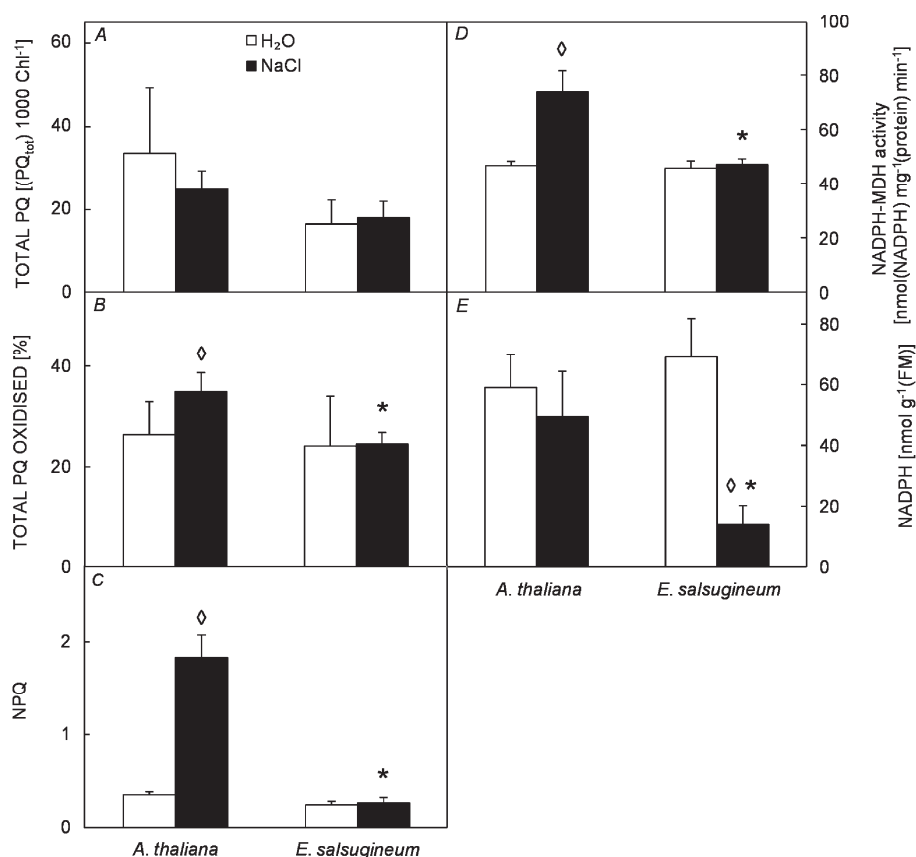 A
H₂O
NaCl
60
40
20
0
TOTAL PQ [(PQtot) 1000 Chl⁻¹]
B
40
20
0
TOTAL PQ OXIDISED [%]
◊
*
C
2
1
0
NPQ
◊
*
A. thaliana
E. salsugineum
D
100
80
60
40
20
0
NADPH-MDH activity
[nmol(NADPH) mg⁻¹(protein) min⁻¹]
◊
*
E
80
60
40
20
0
NADPH [nmol g⁻¹(FM)]
◊ *
A. thaliana
E. salsugineum